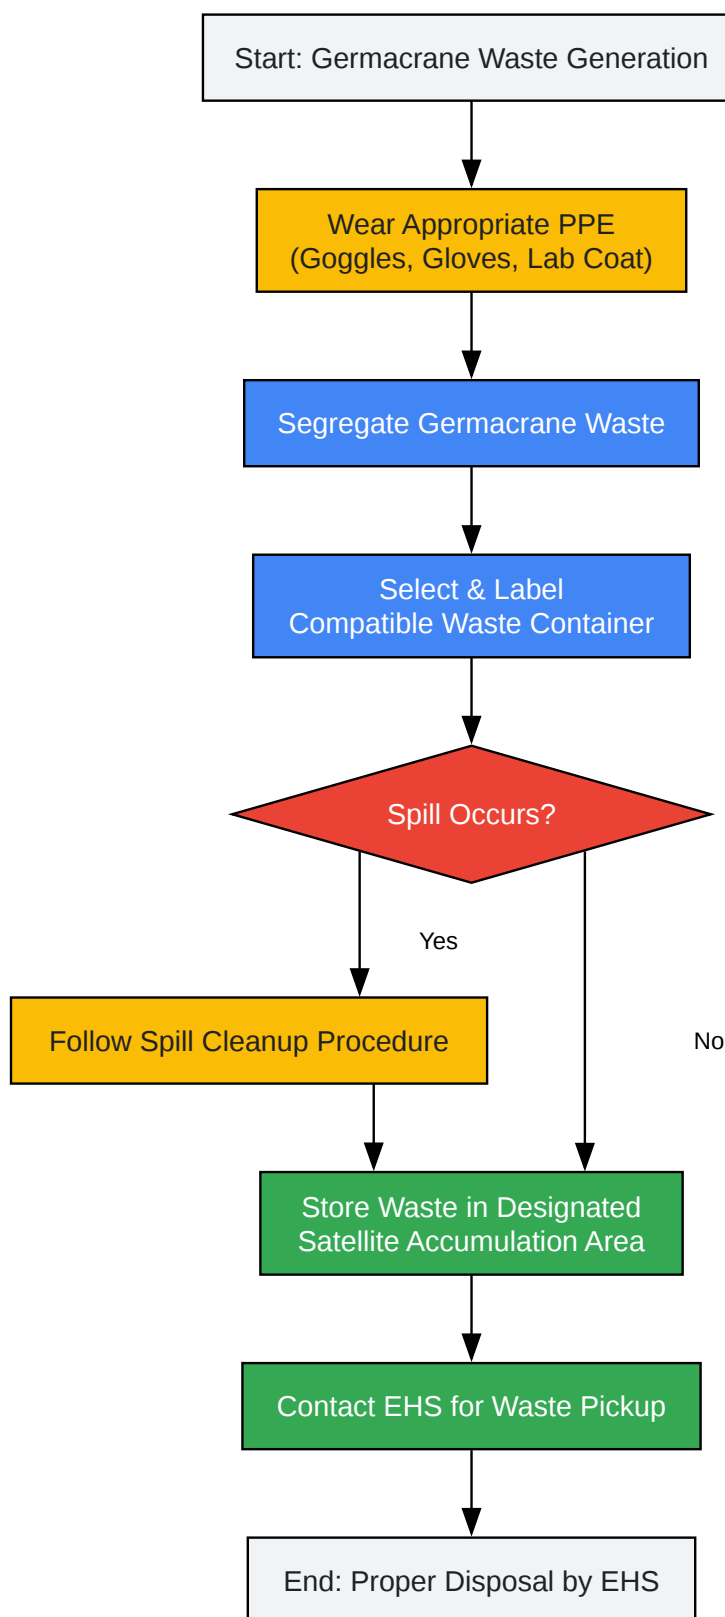 Start: Germacrane Waste Generation
Wear Appropriate PPE
(Goggles, Gloves, Lab Coat)
Segregate Germacrane Waste
Select & Label
Compatible Waste Container
Spill Occurs?
Yes
Follow Spill Cleanup Procedure
No
Store Waste in Designated
Satellite Accumulation Area
Contact EHS for Waste Pickup
End: Proper Disposal by EHS